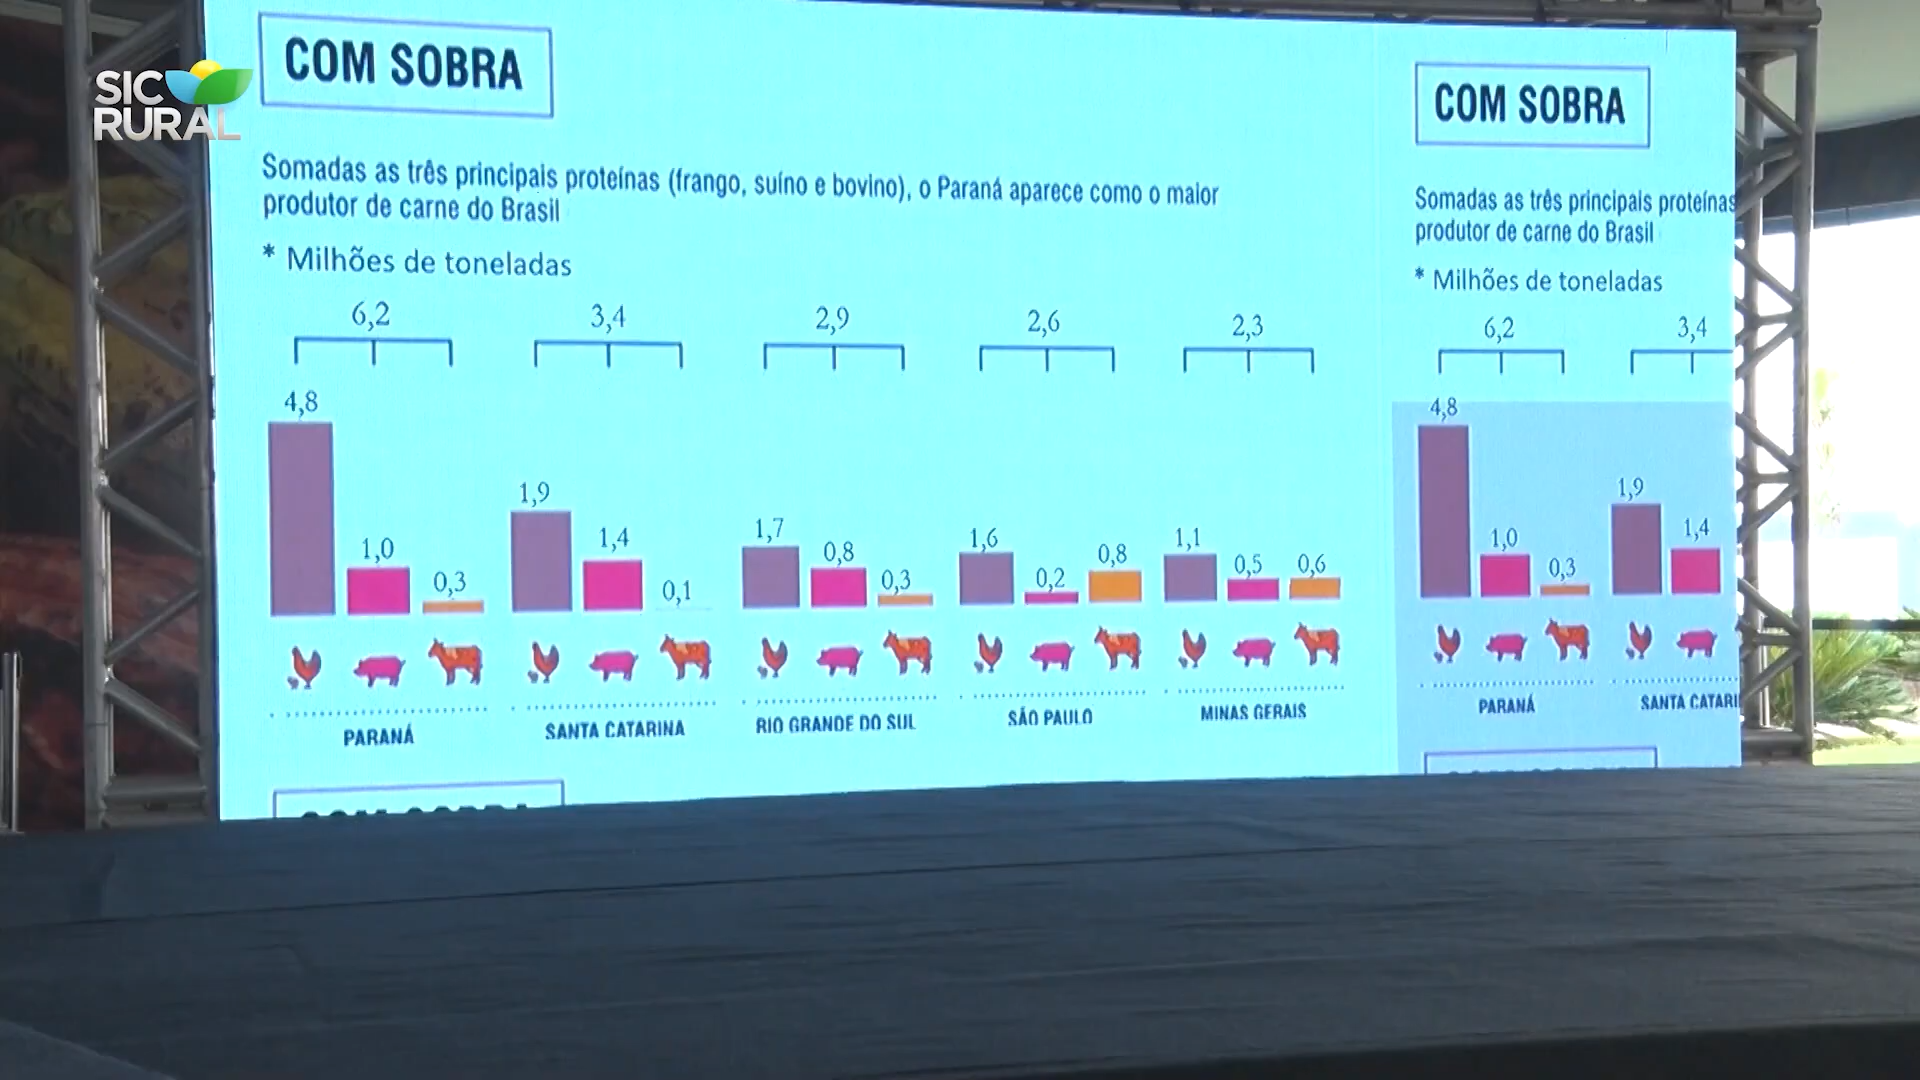 SIC
RURAL
COM SOBRA
Somadas as três principais proteínas (frango, suíno e bovino), o Paraná aparece como o maior
produtor de carne do Brasil
* Milhões de toneladas
6,2
3,4
2,9
2,6
2,3
4,8
1,0
0,3
1,9
1,4
0,1
1,7
0,8
0,3
1,6
0,2
0,8
1,1
0,5
0,6
PARANÁ
SANTA CATARINA
RIO GRANDE DO SUL
SÃO PAULO
MINAS GERAIS
COM SOBRA
Somadas as três principais proteínas
produtor de carne do Brasil
* Milhões de toneladas
6,2
3,4
4,8
1,0
0,3
1,9
1,4
PARANÁ
SANTA CATARI